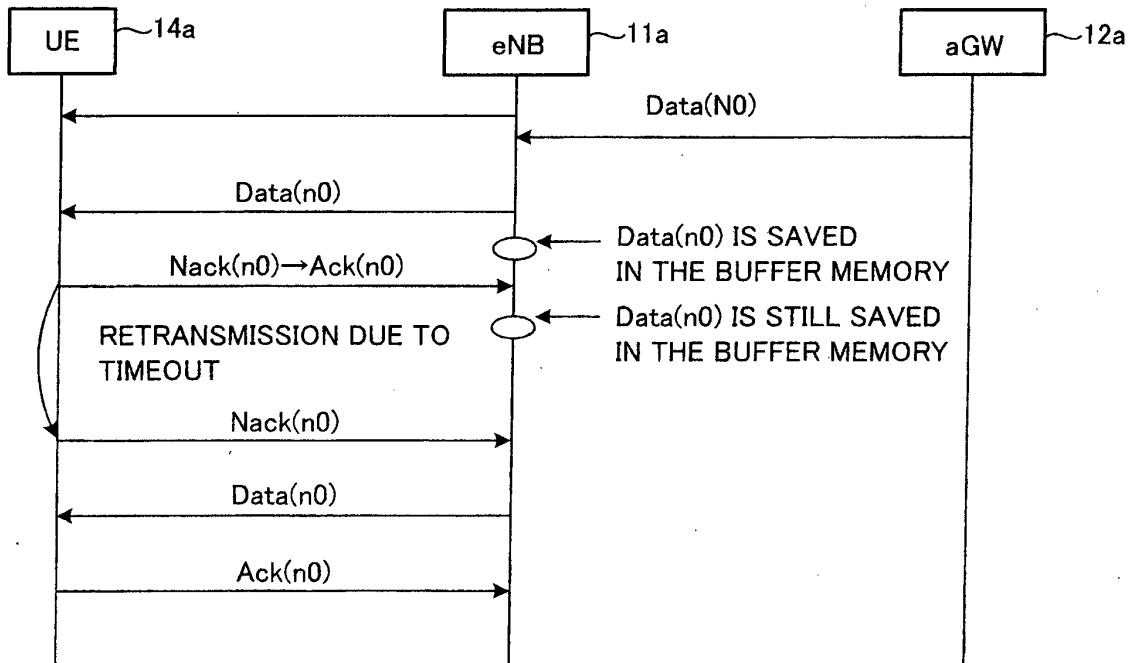 UE
14a
eNB
11a
aGW
12a
Data(N0)
Data(n0)
Data(n0) IS SAVED
IN THE BUFFER MEMORY
Nack(n0)→Ack(n0)
Data(n0) IS STILL SAVED
IN THE BUFFER MEMORY
RETRANSMISSION DUE TO
TIMEOUT
Nack(n0)
Data(n0)
Ack(n0)